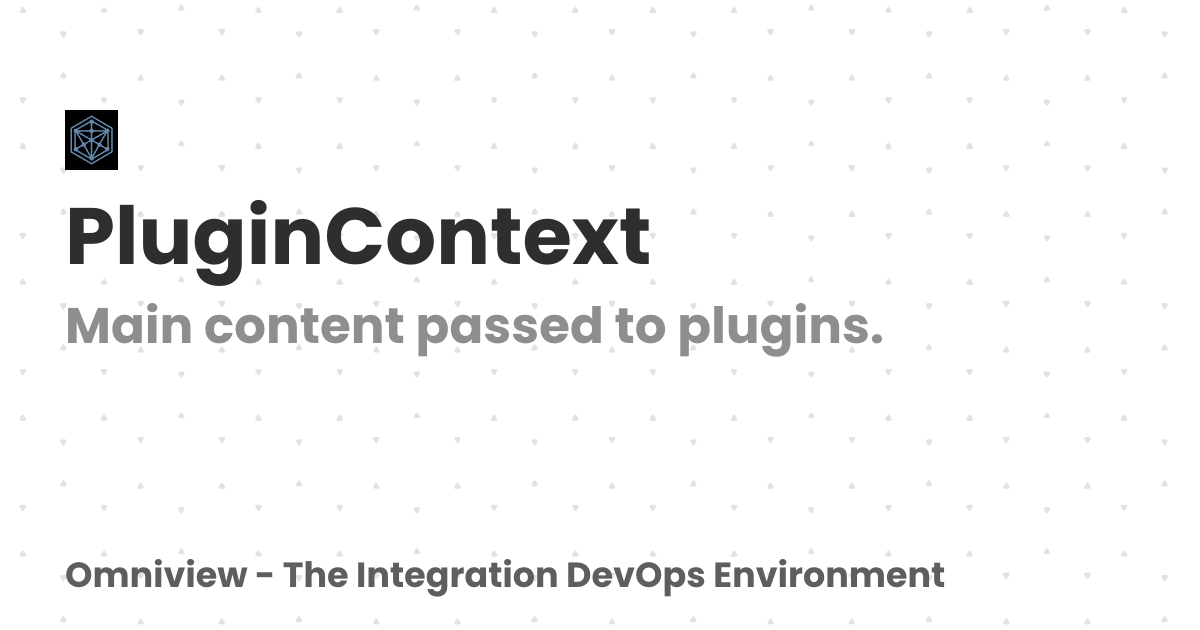 PluginContext
Main content passed to plugins.
Omniview - The Integration DevOps Environment